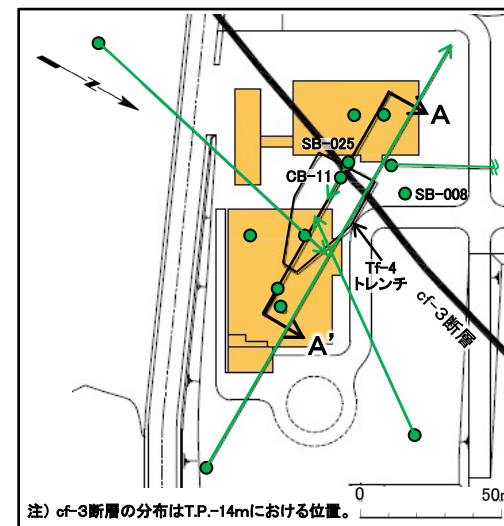 N
A
SB-025
CB-11
SB-008
Tf-4
トレンチ
cf-3断層
A'
0 50m
注) cf-3断層の分布はT.P.-14mにおける位置。